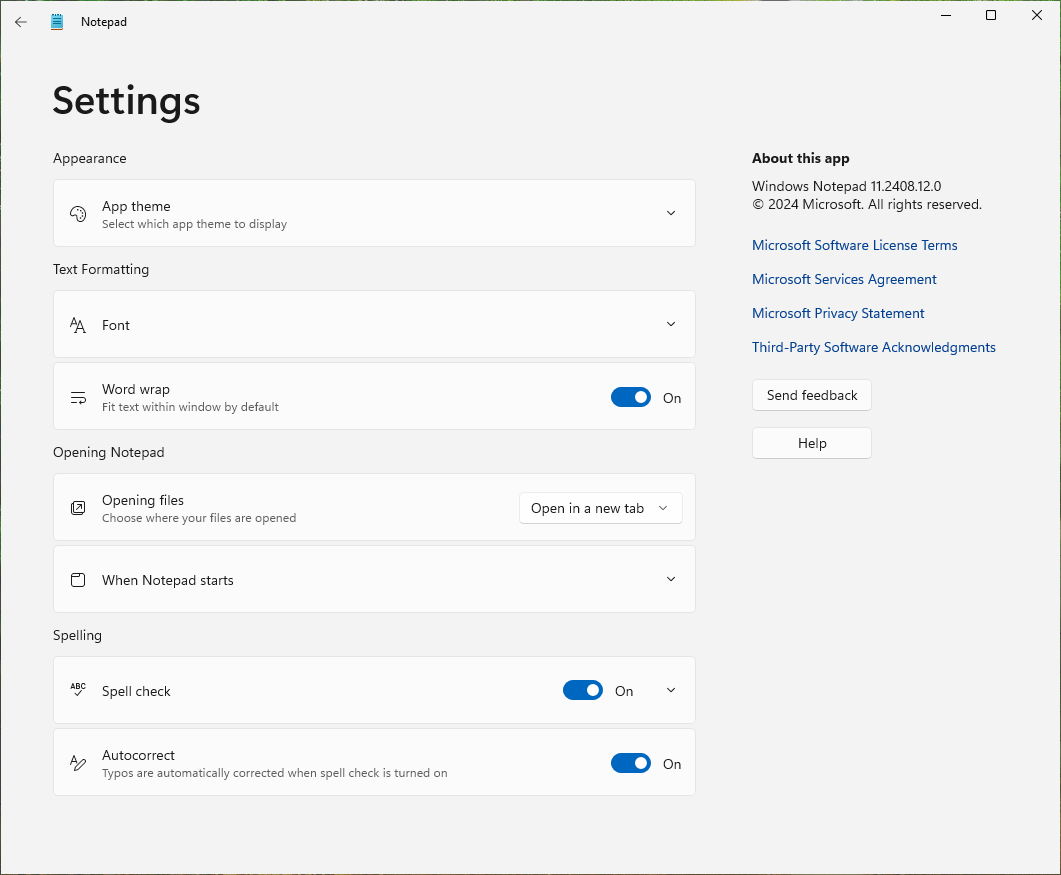 Notepad
Settings
Appearance
App theme
Select which app theme to display
Text Formatting
Font
Word wrap
Fit text within window by default
On
Opening Notepad
Opening files
Choose where your files are opened
Open in a new tab
When Notepad starts
Spelling
ABC
Spell check
On
Autocorrect
Typos are automatically corrected when spell check is turned on
On
About this app
Windows Notepad 11.2408.12.0
© 2024 Microsoft. All rights reserved.
Microsoft Software License Terms
Microsoft Services Agreement
Microsoft Privacy Statement
Third-Party Software Acknowledgments
Send feedback
Help